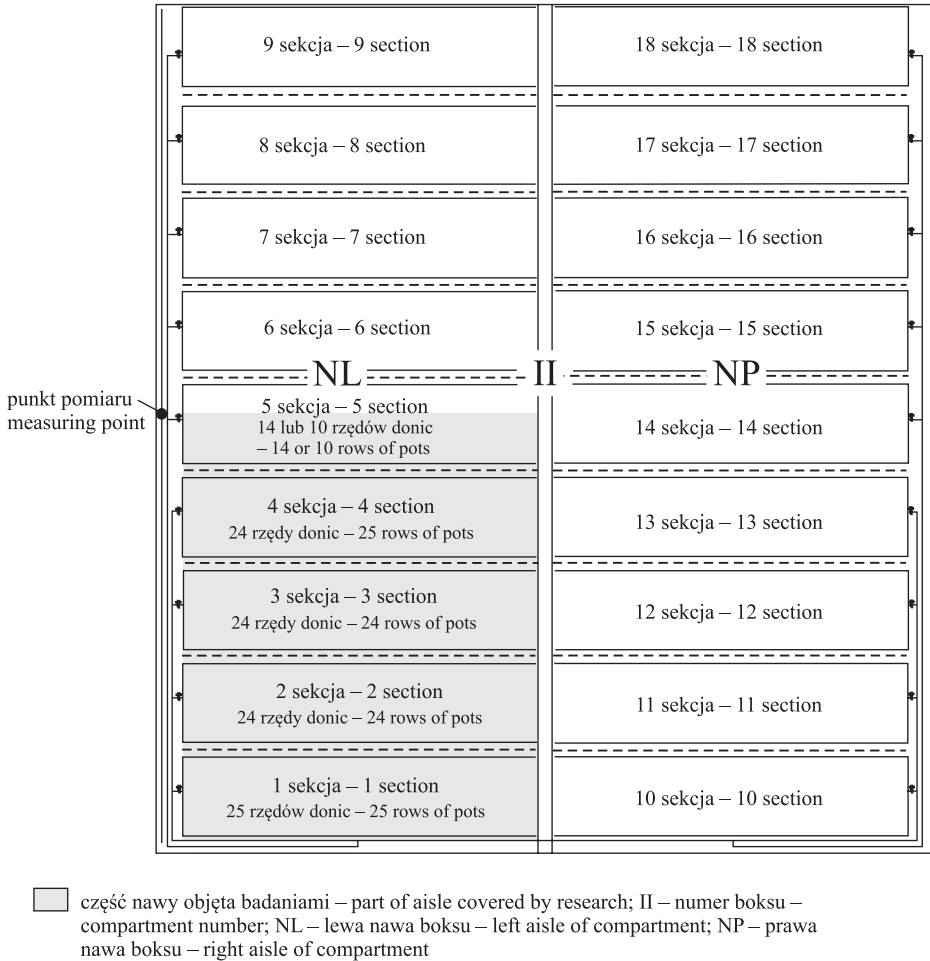 9 sekcja – 9 section
18 sekcja – 18 section
8 sekcja – 8 section
17 sekcja – 17 section
7 sekcja – 7 section
16 sekcja – 16 section
6 sekcja – 6 section
15 sekcja – 15 section
NL
II
NP
punkt pomiaru
measuring point
5 sekcja – 5 section
14 lub 10 rzędów donic
– 14 or 10 rows of pots
14 sekcja – 14 section
4 sekcja – 4 section
24 rzędy donic – 25 rows of pots
13 sekcja – 13 section
3 sekcja – 3 section
24 rzędy donic – 24 rows of pots
12 sekcja – 12 section
2 sekcja – 2 section
24 rzędy donic – 24 rows of pots
11 sekcja – 11 section
1 sekcja – 1 section
25 rzędów donic – 25 rows of pots
10 sekcja – 10 section
część nawy objęta badaniami – part of aisle covered by research; II – numer boksu –
compartment number; NL – lewa nawa boksu – left aisle of compartment; NP – prawa
nawa boksu – right aisle of compartment